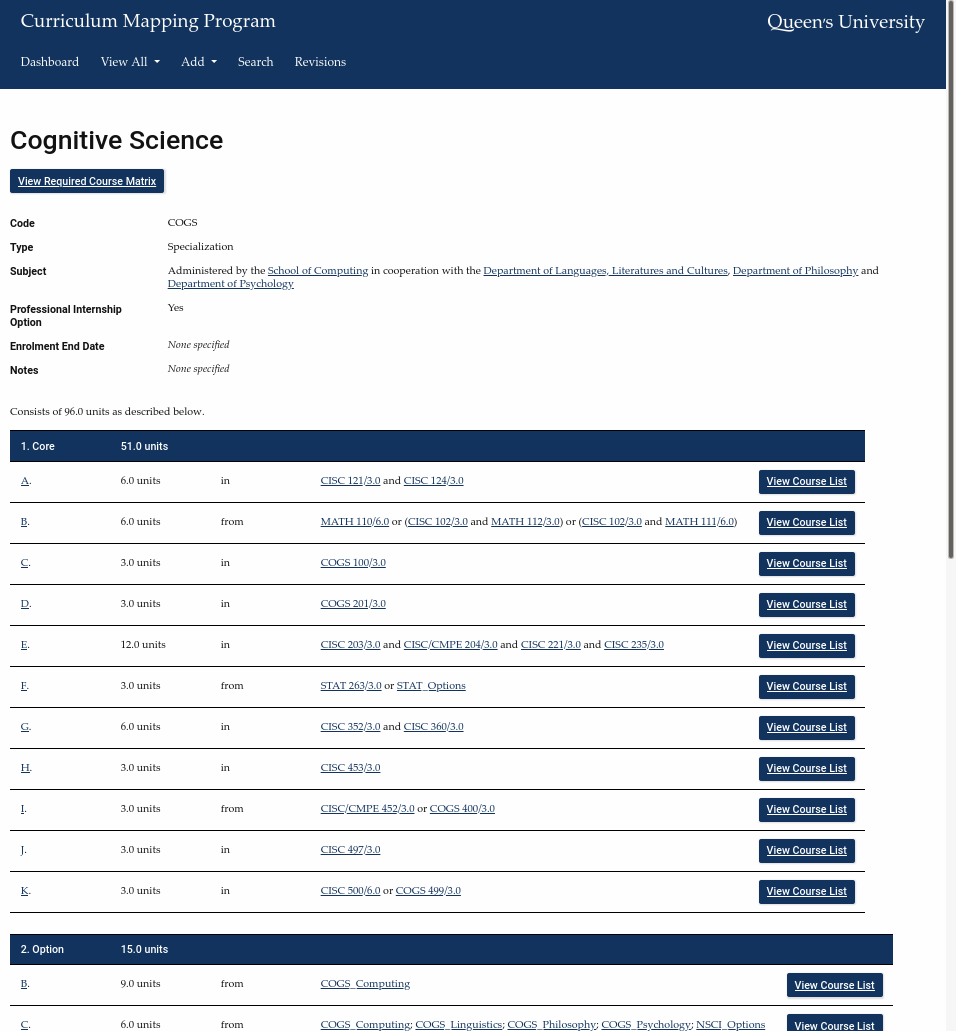 Curriculum Mapping Program
Queen's University
Dashboard View All Add Search Revisions
Cognitive Science
View Required Course Matrix
Code COGS
Type Specialization
Subject Administered by the School of Computing in cooperation with the Department of Languages, Literatures and Cultures, Department of Philosophy and
Department of Psychology
Professional Internship Yes
Option
Enrolment End Date None specified
Notes None specified
Consists of 96.0 units as described below.
1. Core 51.0 units
A. 6.0 units in CISC 121/3.0 and CISC 124/3.0 View Course List
B. 6.0 units from MATH 110/6.0 or (CISC 102/3.0 and MATH 112/3.0) or (CISC 102/3.0 and MATH 111/6.0) View Course List
C. 3.0 units in COGS 100/3.0 View Course List
D. 3.0 units in COGS 201/3.0 View Course List
E. 12.0 units in CISC 203/3.0 and CISC/CMPE 204/3.0 and CISC 221/3.0 and CISC 235/3.0 View Course List
F. 3.0 units from STAT 263/3.0 or STAT_Options View Course List
G. 6.0 units in CISC 352/3.0 and CISC 360/3.0 View Course List
H. 3.0 units in CISC 453/3.0 View Course List
I. 3.0 units from CISC/CMPE 452/3.0 or COGS 400/3.0 View Course List
J. 3.0 units in CISC 497/3.0 View Course List
K. 3.0 units in CISC 500/6.0 or COGS 499/3.0 View Course List
2. Option 15.0 units
B. 9.0 units from COGS_Computing View Course List
C. 6.0 units from COGS_Computing; COGS_Linguistics; COGS_Philosophy; COGS_Psychology; NSCI_Options View Course List